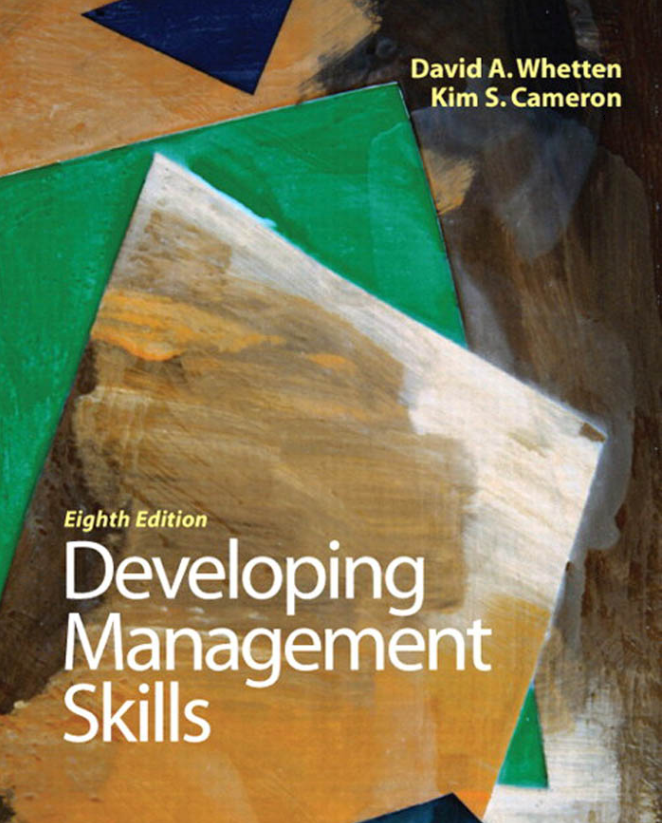 David A. Whetten
Kim S. Cameron
Eighth Edition
Developing
Management
Skills